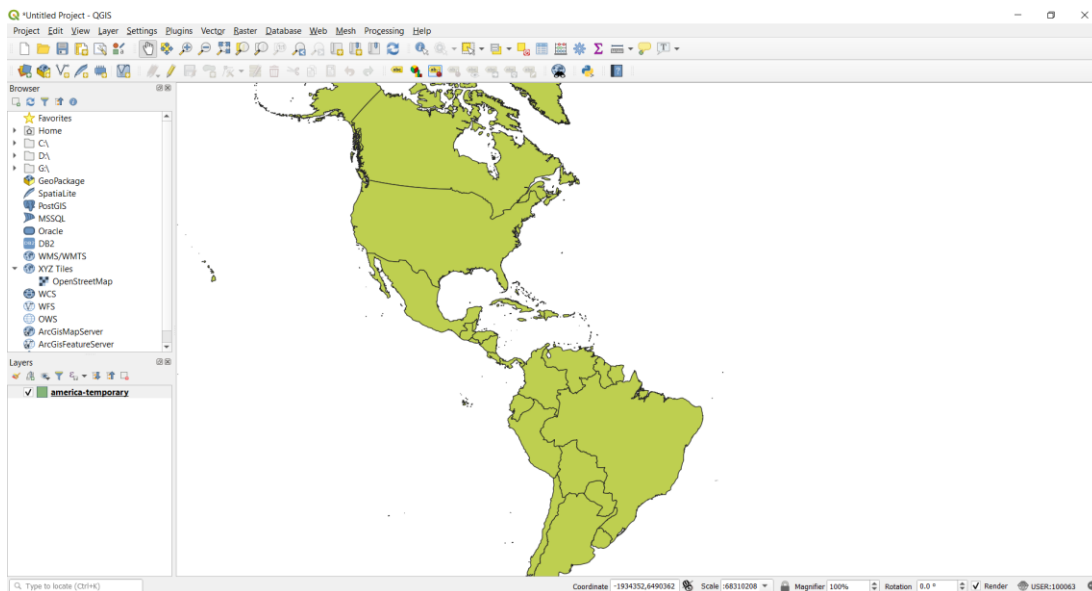 *Untitled Project - QGIS
Project Edit View Layer Settings Plugins Vector Raster Database Web Mesh Processing Help
Browser
Favorites
Home
C:\
D:\
G:\
GeoPackage
SpatiaLite
PostGIS
MSSQL
Oracle
DB2
WMS/WMTS
XYZ Tiles
OpenStreetMap
WCS
WFS
OWS
ArcGisMapServer
ArcGisFeatureServer
Layers
america-temporary
Type to locate (Ctrl+K)
Coordinate -1934352,6490362 Scale :68310208 Magnifier 100% Rotation 0.0 ° Render USER:100063